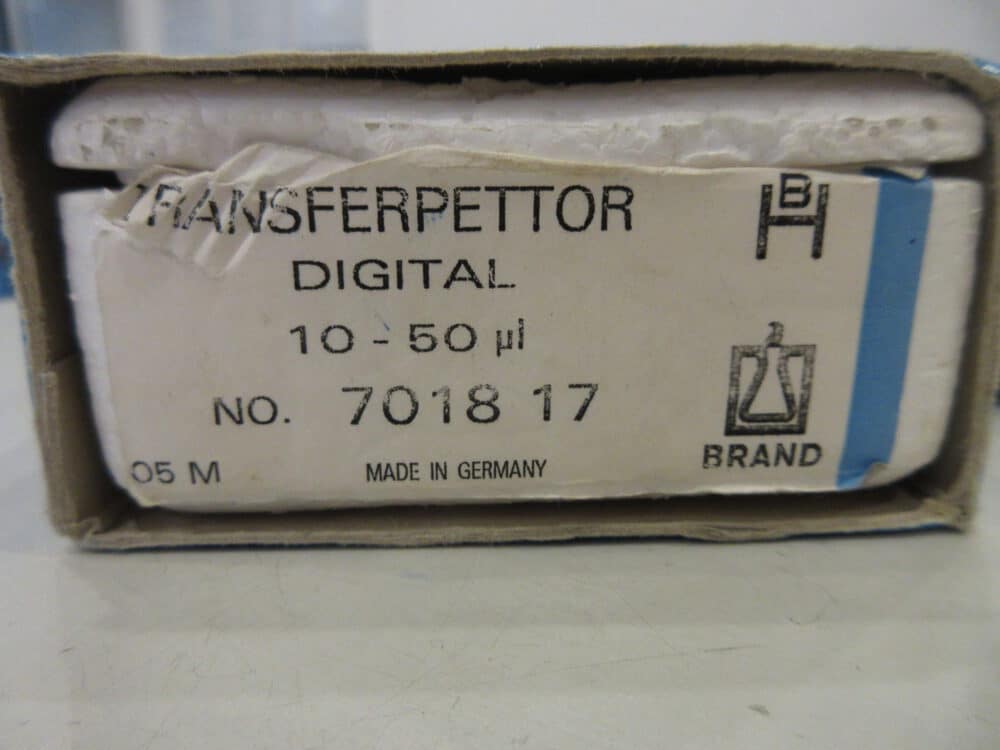 TRANSFERPETTOR
BH
DIGITAL
10 - 50 µl
NO. 7018 17
BRAND
05 M
MADE IN GERMANY